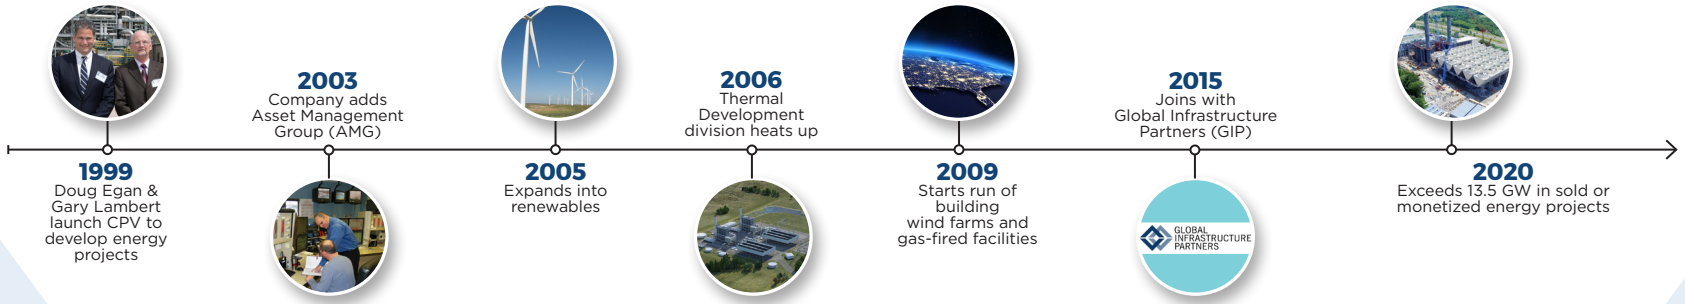 1999
Doug Egan &
Gary Lambert
launch CPV to
develop energy
projects
2003
Company adds
Asset Management
Group (AMG)
2005
Expands into
renewables
2006
Thermal
Development
division heats up
2009
Starts run of
building
wind farms and
gas-fired facilities
2015
Joins with
Global Infrastructure
Partners (GIP)
GLOBAL
INFRASTRUCTURE
PARTNERS
2020
Exceeds 13.5 GW in sold or
monetized energy projects